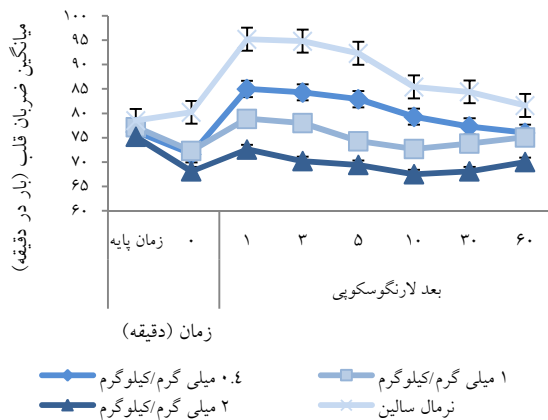 میانگین ضربان قلب (بار در دقیقه)
۱۰۰
۹۵
۹۰
۸۵
۸۰
۷۵
۷۰
۶۵
۶۰
زمان پایه ۰ ۱ ۳ ۵ ۱۰ ۳۰ ۶۰
بعد لارنگوسکوپی
زمان (دقیقه)
۰.٤ میلی گرم/کیلوگرم ۱ میلی گرم/کیلوگرم
۲ میلی گرم/کیلوگرم نرمال سالین